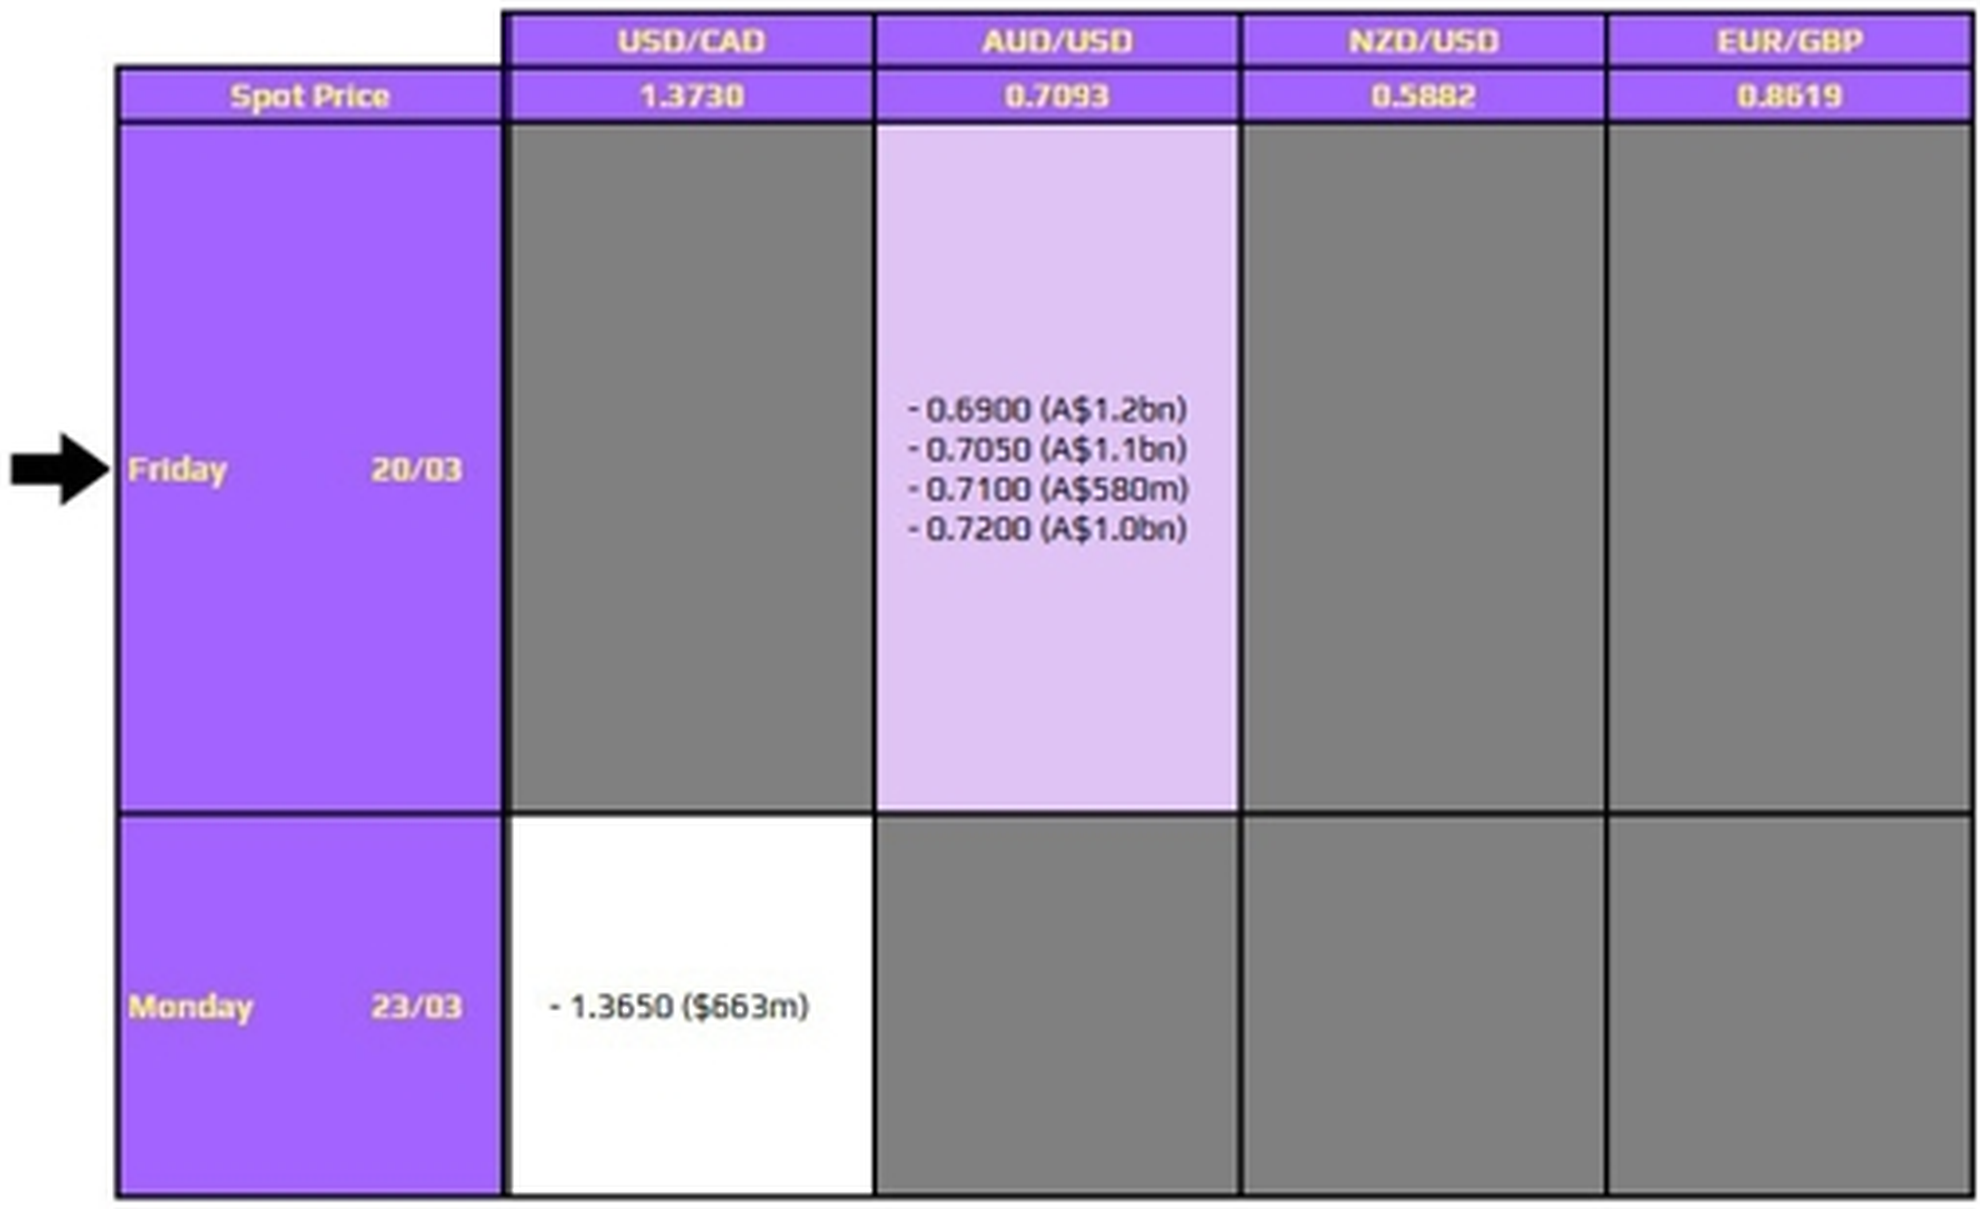 USD/CAD AUD/USD NZD/USD EUR/GBP
Spot Price 1.3730 0.7093 0.5882 0.8619
Friday 20/03
- 0.6900 (A$1.2bn)
- 0.7050 (A$1.1bn)
- 0.7100 (A$580m)
- 0.7200 (A$1.0bn)
Monday 23/03 - 1.3650 ($663m)